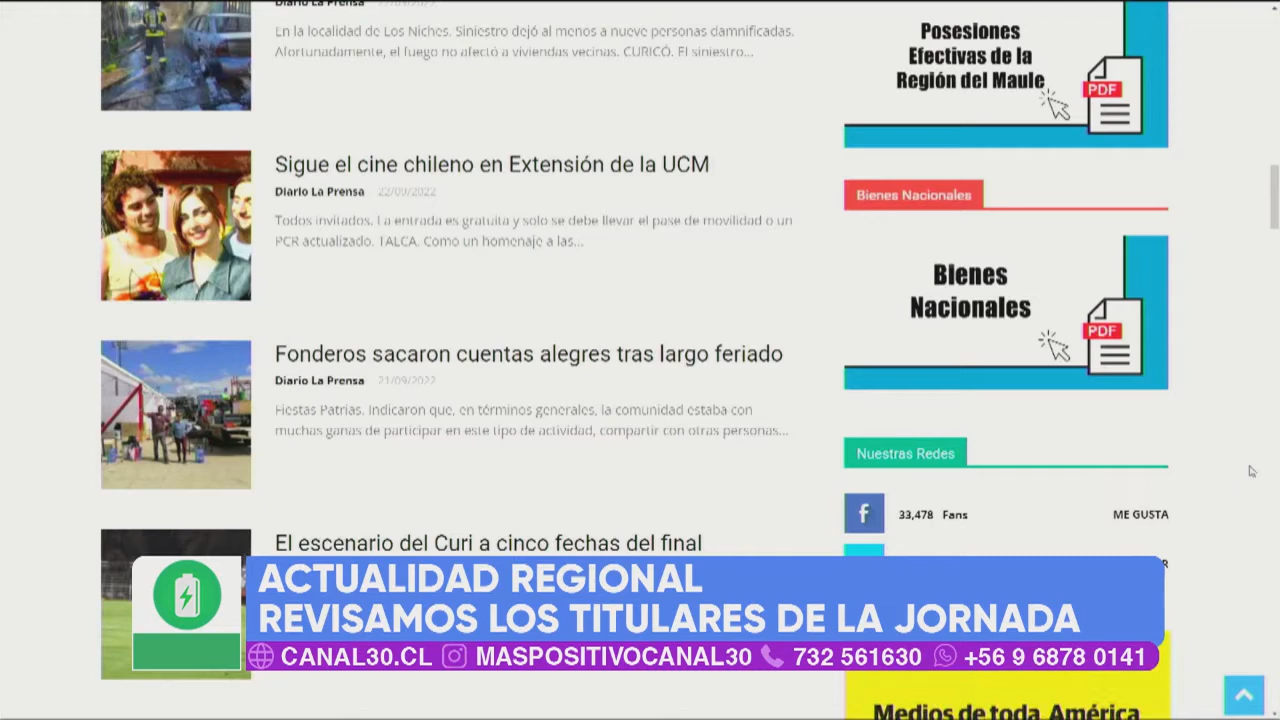 Diario La Prensa 22/09/2022
En la localidad de Los Niches. Siniestro dejó al menos a nueve personas damnificadas.
Afortunadamente, el fuego no afectó a viviendas vecinas. CURICÓ. El siniestro...
Sigue el cine chileno en Extensión de la UCM
Diario La Prensa 22/09/2022
Todos invitados. La entrada es gratuita y solo se debe llevar el pase de movilidad o un
PCR actualizado. TALCA. Como un homenaje a las...
Fonderos sacaron cuentas alegres tras largo feriado
Diario La Prensa 21/09/2022
Fiestas Patrias. Indicaron que, en términos generales, la comunidad estaba con
muchas ganas de participar en este tipo de actividad, compartir con otras personas...
El escenario del Curi a cinco fechas del final
Posesiones
Efectivas de la
Región del Maule
PDF
Bienes Nacionales
Bienes
Nacionales
PDF
Nuestras Redes
f 33,478 Fans ME GUSTA
Medios de toda América
ACTUALIDAD REGIONAL
REVISAMOS LOS TITULARES DE LA JORNADA
CANAL30.CL MASPOSITIVOCANAL30 732 561630 +56 9 6878 0141